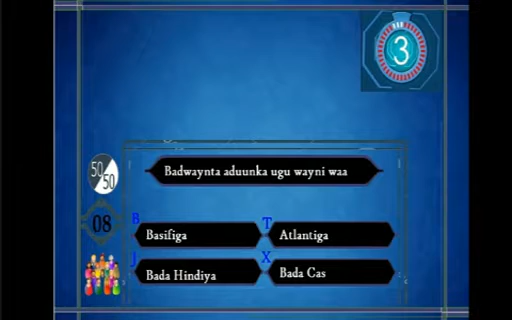 3
50
50
Badwaynta aduunka ugu wayni waa
08
B
Basifiga
T
Atlantiga
J
Bada Hindiya
X
Bada Cas